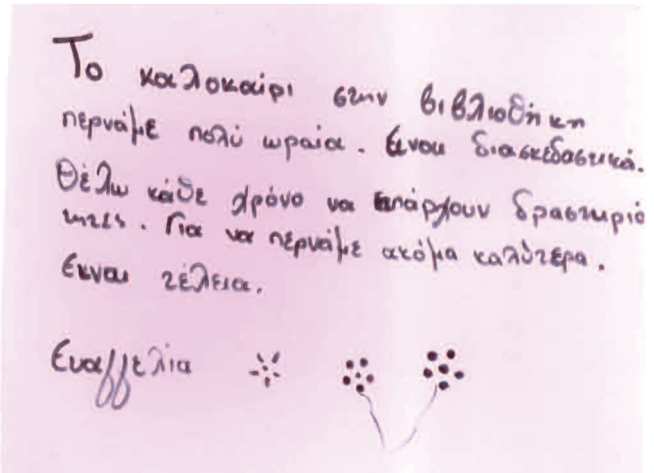 Το καλοκαίρι στην βιβλιοθήκη
περνάμε πολύ ωραία. Είναι διασκεδαστικά.
Θέλω κάθε χρόνο να υπάρχουν δραστηριό
τητες. Για να περνάμε ακόμα καλύτερα.
Είναι τέλεια.
Ευαγγελία